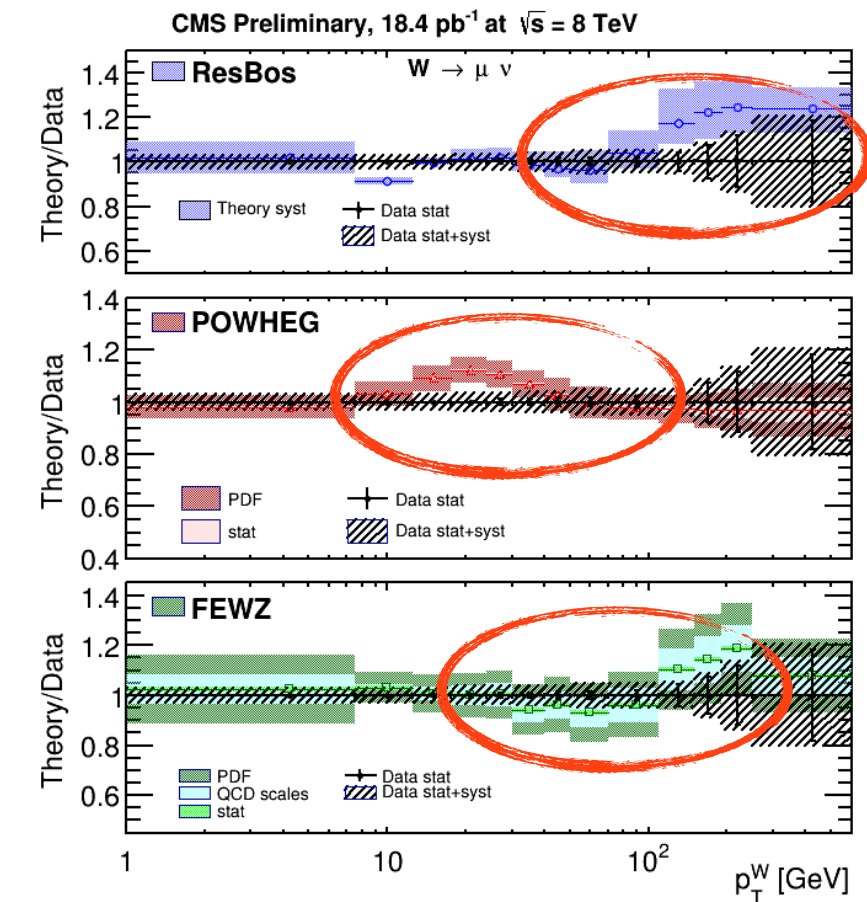 CMS Preliminary, 18.4 pb⁻¹ at √s = 8 TeV
Theory/Data
1.4
1.2
1
0.8
0.6
ResBos
W → μ ν
Theory syst
Data stat
Data stat+syst
Theory/Data
1.4
1.2
1
0.8
0.6
0.4
POWHEG
PDF
stat
Data stat
Data stat+syst
Theory/Data
1.4
1.2
1
0.8
0.6
FEWZ
PDF
QCD scales
stat
Data stat
Data stat+syst
1 10 10²
p_T^W [GeV]